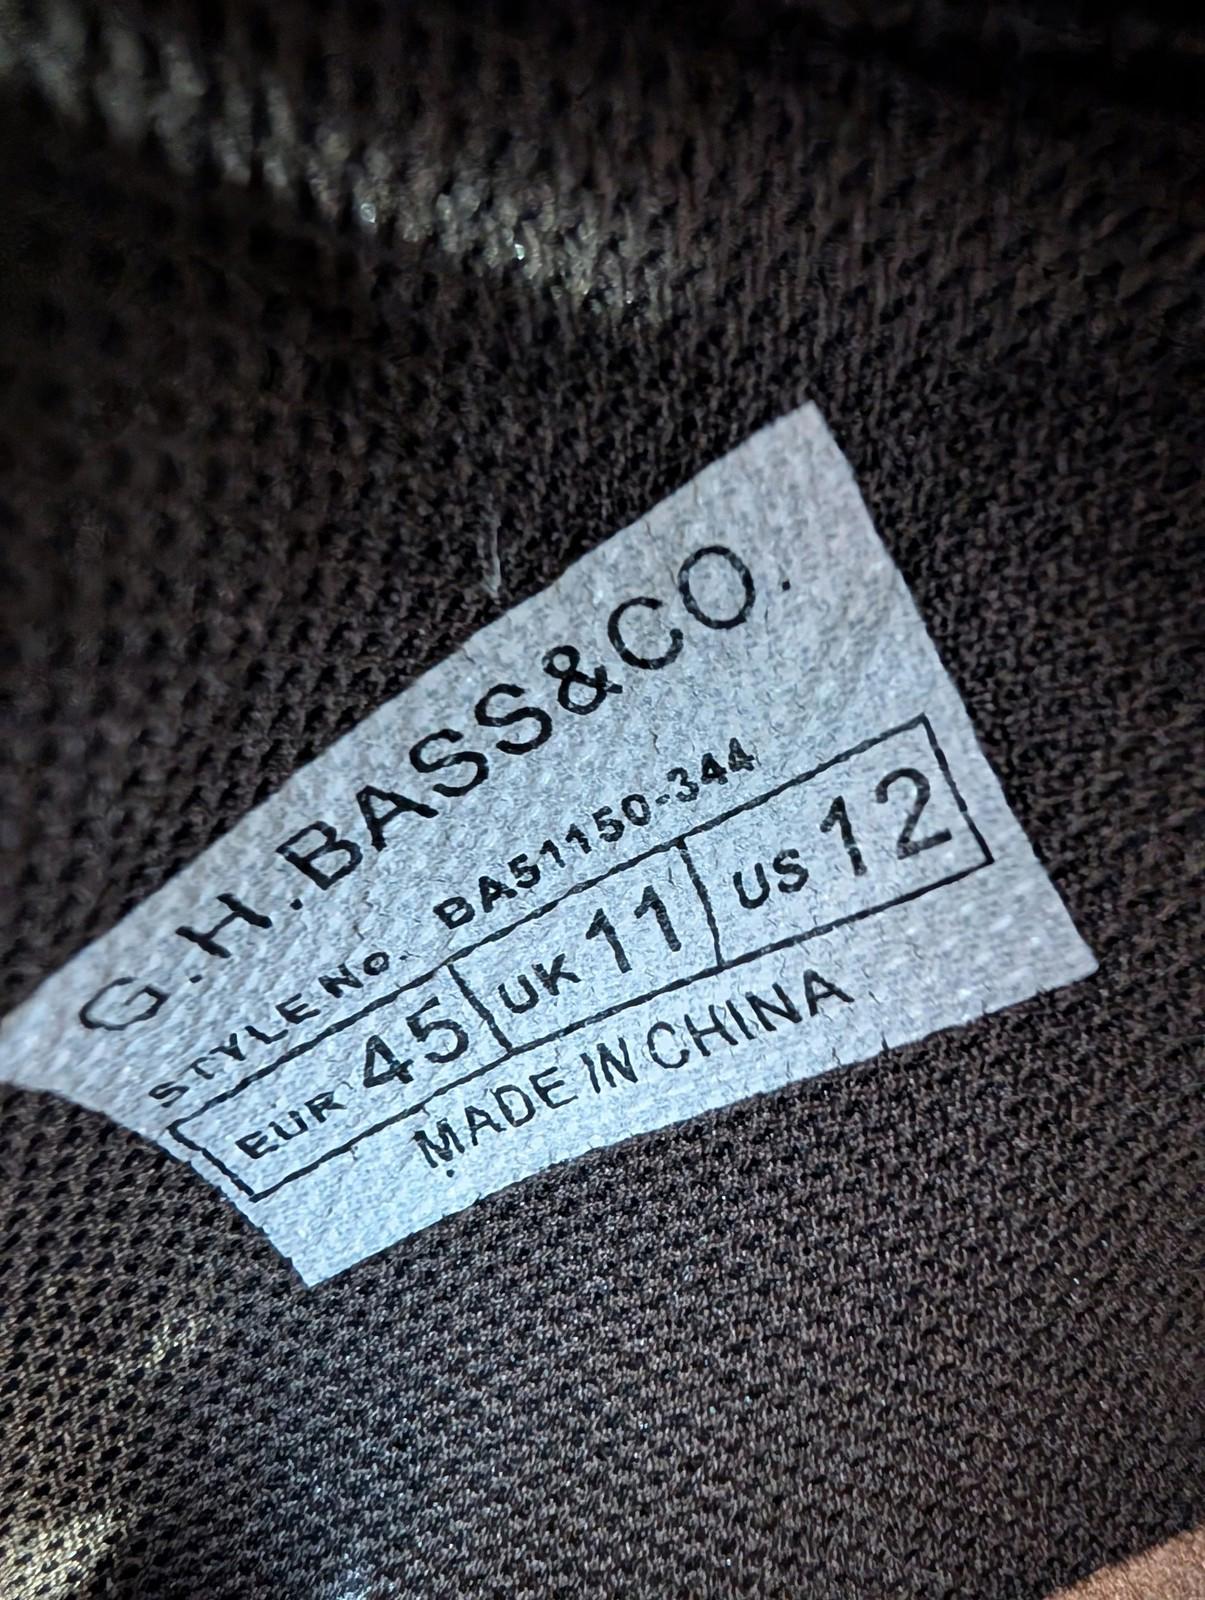 G.H.BASS&CO.
STYLE No. BA51150-344
EUR 45 UK 11 US 12
MADE IN CHINA